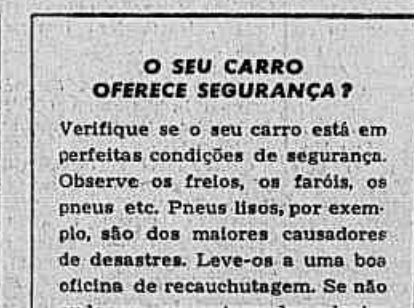 O SEU CARRO
OFERECE SEGURANÇA?
Verifique se o seu carro está em
perfeitas condições de segurança.
Observe os freios, os faróis, os
pneus etc. Pneus lisos, por exem-
plo, são dos maiores causadores
de desastres. Leve-os a uma boa
oficina de recauchutagem. Se não